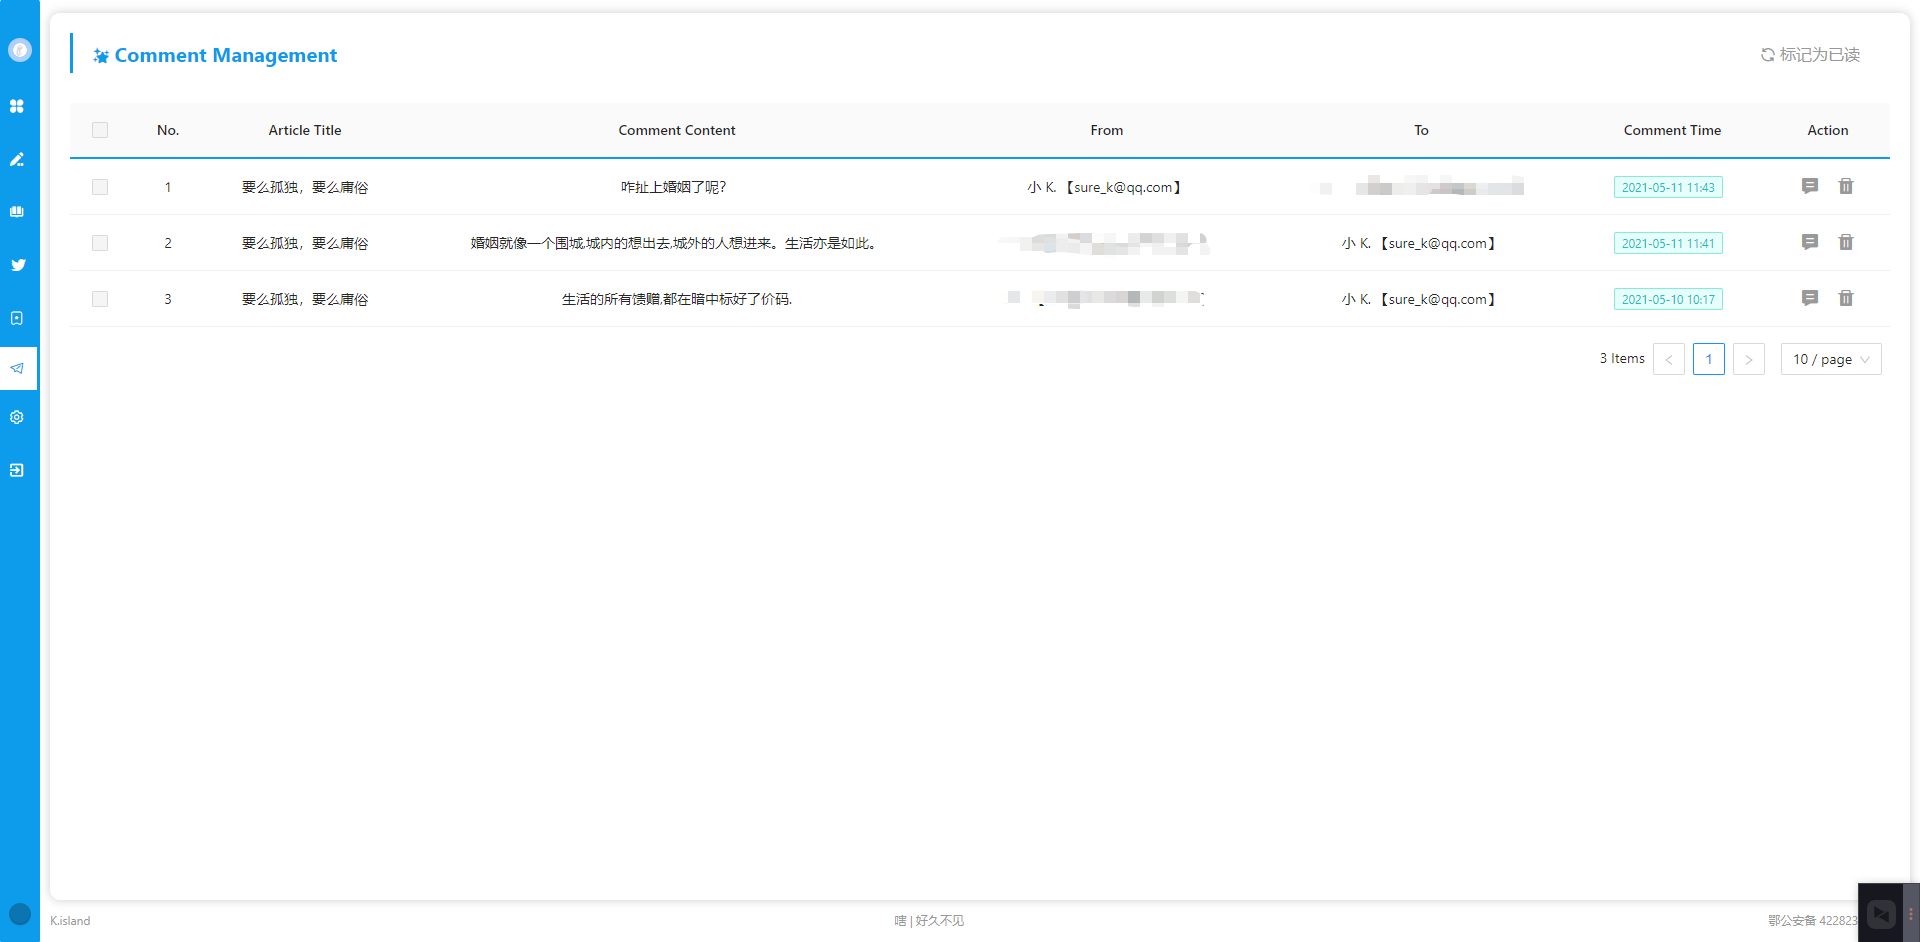 Comment Management
标记为已读
No. Article Title Comment Content From To Comment Time Action
1 要么孤独，要么庸俗 咋扯上婚姻了呢？ 小 K. 【sure_k@qq.com】 2021-05-11 11:43
2 要么孤独，要么庸俗 婚姻就像一个围城,城内的想出去,城外的人想进来。生活亦是如此。 小 K. 【sure_k@qq.com】 2021-05-11 11:41
3 要么孤独，要么庸俗 生活的所有馈赠,都在暗中标好了价码. 小 K. 【sure_k@qq.com】 2021-05-10 10:17
3 Items < 1 > 10 / page
K.island 嗐 | 好久不见 鄂公安备 422823